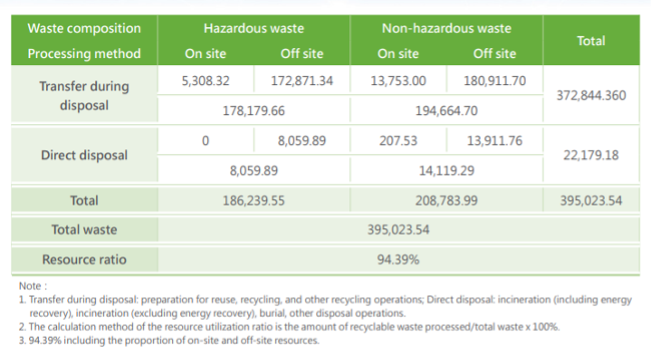 Waste composition Hazardous waste Non-hazardous waste Total
Processing method On site Off site On site Off site
Transfer during disposal 5,308.32 172,871.34 13,753.00 180,911.70 372,844.360
178,179.66 194,664.70
Direct disposal 0 8,059.89 207.53 13,911.76 22,179.18
8,059.89 14,119.29
Total 186,239.55 208,783.99 395,023.54
Total waste 395,023.54
Resource ratio 94.39%
Note :
1. Transfer during disposal: preparation for reuse, recycling, and other recycling operations; Direct disposal: incineration (including energy
recovery), incineration (excluding energy recovery), burial, other disposal operations.
2. The calculation method of the resource utilization ratio is the amount of recyclable waste processed/total waste x 100%.
3. 94.39% including the proportion of on-site and off-site resources.